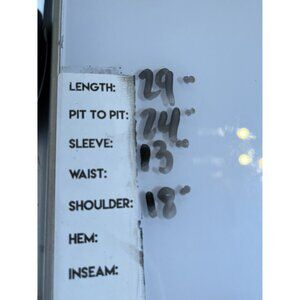 LENGTH: 29"
PIT TO PIT: 24"
SLEEVE: 13"
WAIST:
SHOULDER: 18"
HEM:
INSEAM: